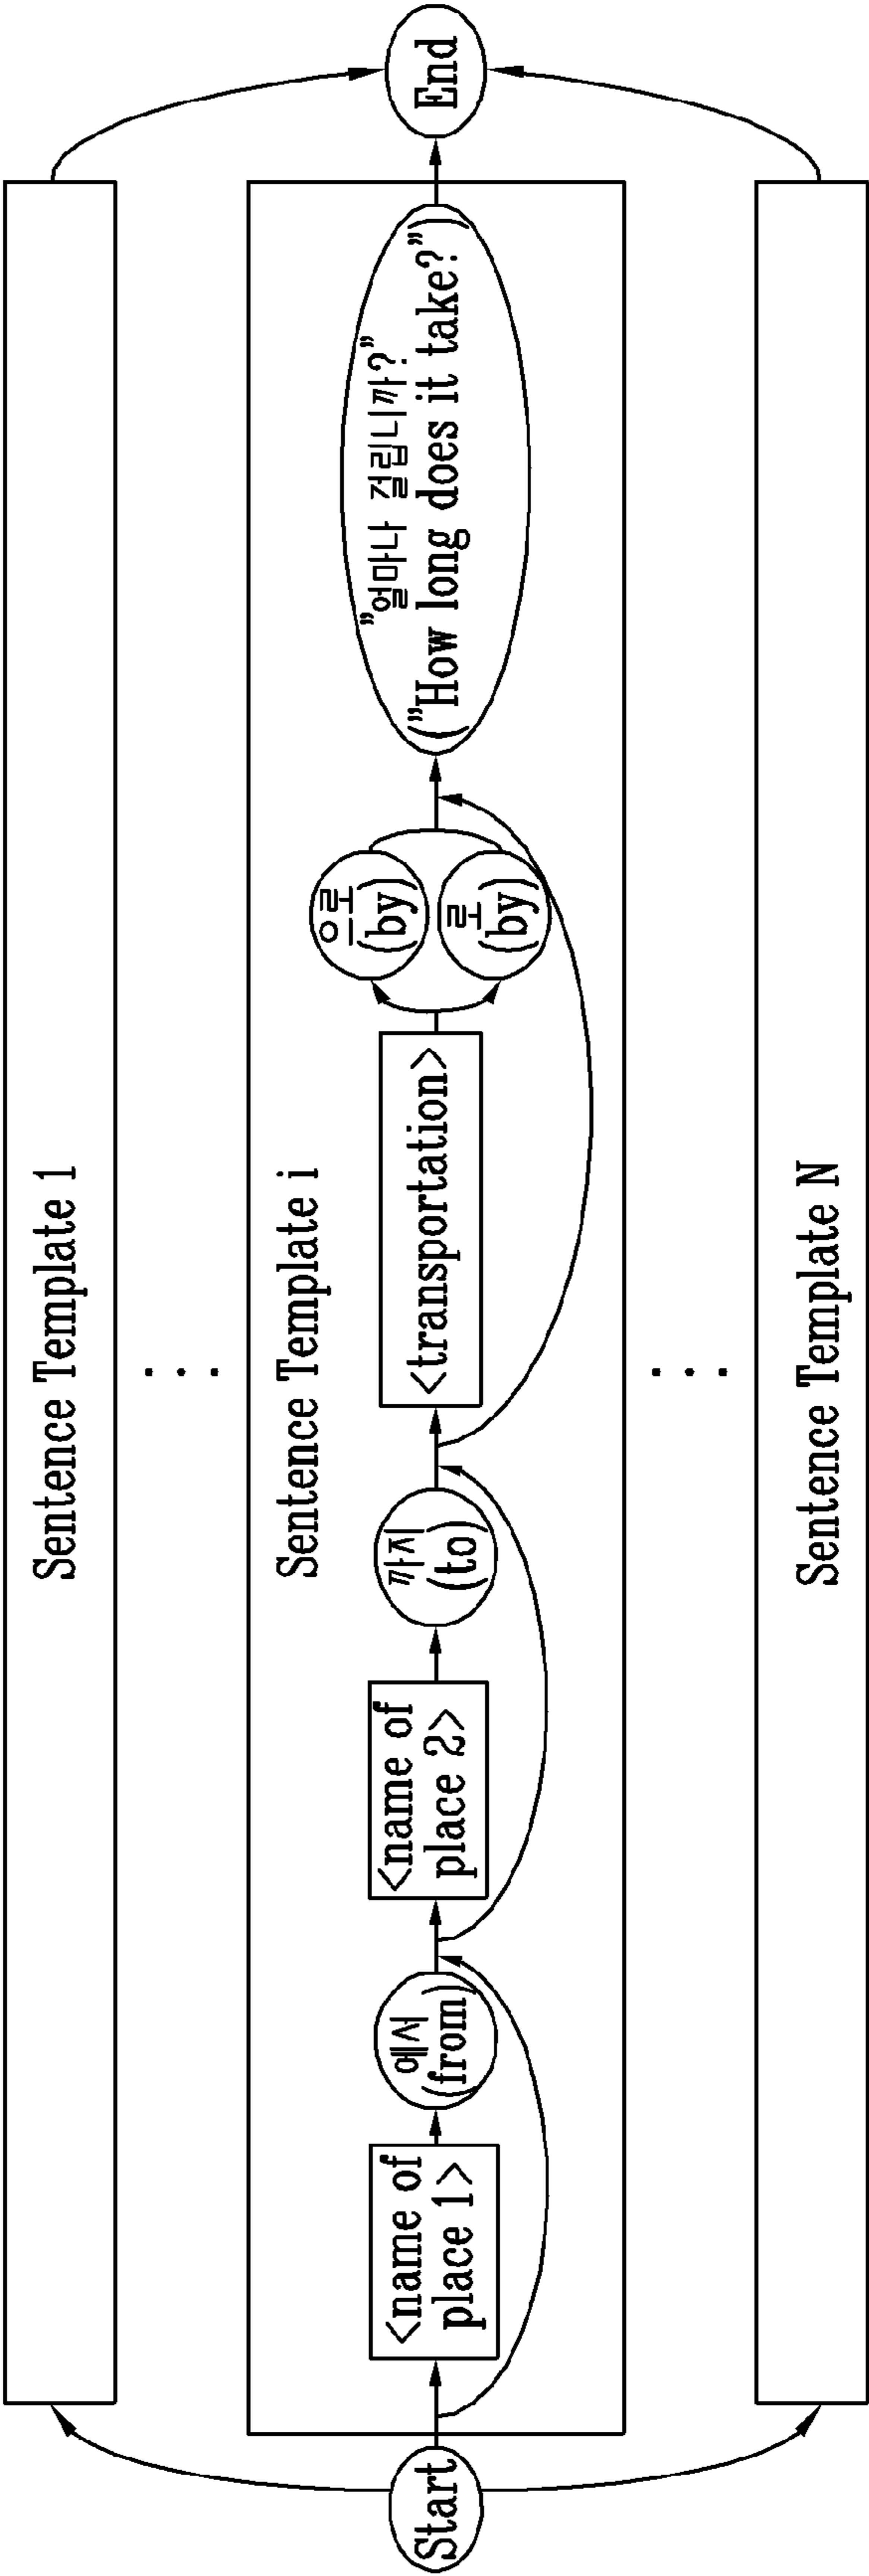 Sentence Template 1
...
Sentence Template i
Start
<name of
place 1>
에서
(from)
<name of
place 2>
까지
(to)
<transportation>
으로
(by)
로
(by)
"얼마나 걸립니까?"
("How long does it take?")
End
...
Sentence Template N